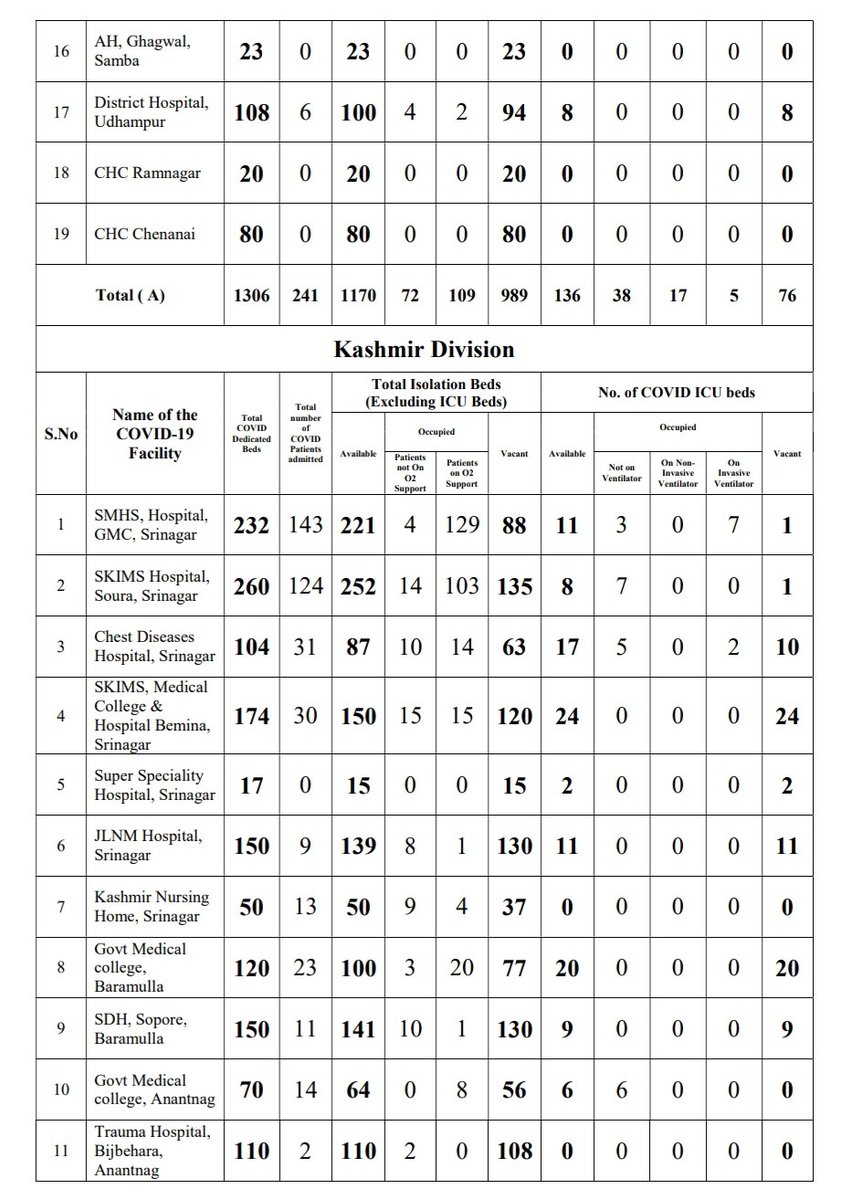 16 AH, Ghagwal, Samba 23 0 23 0 0 23 0 0 0 0 0
17 District Hospital, Udhampur 108 6 100 4 2 94 8 0 0 0 8
18 CHC Ramnagar 20 0 20 0 0 20 0 0 0 0 0
19 CHC Chenanai 80 0 80 0 0 80 0 0 0 0 0
Total ( A) 1306 241 1170 72 109 989 136 38 17 5 76
Kashmir Division
S.No
Name of the COVID-19 Facility
Total COVID Dedicated Beds
Total number of COVID Patients admitted
Total Isolation Beds (Excluding ICU Beds)
No. of COVID ICU beds
Available
Occupied
Vacant
Available
Occupied
Vacant
Patients not On O2 Support
Patients on O2 Support
Not on Ventilator
On Non-Invasive Ventilator
On Invasive Ventilator
1 SMHS, Hospital, GMC, Srinagar 232 143 221 4 129 88 11 3 0 7 1
2 SKIMS Hospital, Soura, Srinagar 260 124 252 14 103 135 8 7 0 0 1
3 Chest Diseases Hospital, Srinagar 104 31 87 10 14 63 17 5 0 2 10
4 SKIMS, Medical College & Hospital Bemina, Srinagar 174 30 150 15 15 120 24 0 0 0 24
5 Super Speciality Hospital, Srinagar 17 0 15 0 0 15 2 0 0 0 2
6 JLNM Hospital, Srinagar 150 9 139 8 1 130 11 0 0 0 11
7 Kashmir Nursing Home, Srinagar 50 13 50 9 4 37 0 0 0 0 0
8 Govt Medical college, Baramulla 120 23 100 3 20 77 20 0 0 0 20
9 SDH, Sopore, Baramulla 150 11 141 10 1 130 9 0 0 0 9
10 Govt Medical college, Anantnag 70 14 64 0 8 56 6 6 0 0 0
11 Trauma Hospital, Bijbehara, Anantnag 110 2 110 2 0 108 0 0 0 0 0